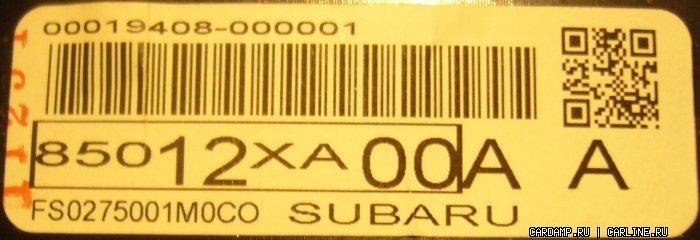 00019408-000001
85012XA00A A
FS0275001M0CO SUBARU
CARDAMP.RU | CARLINE.RU